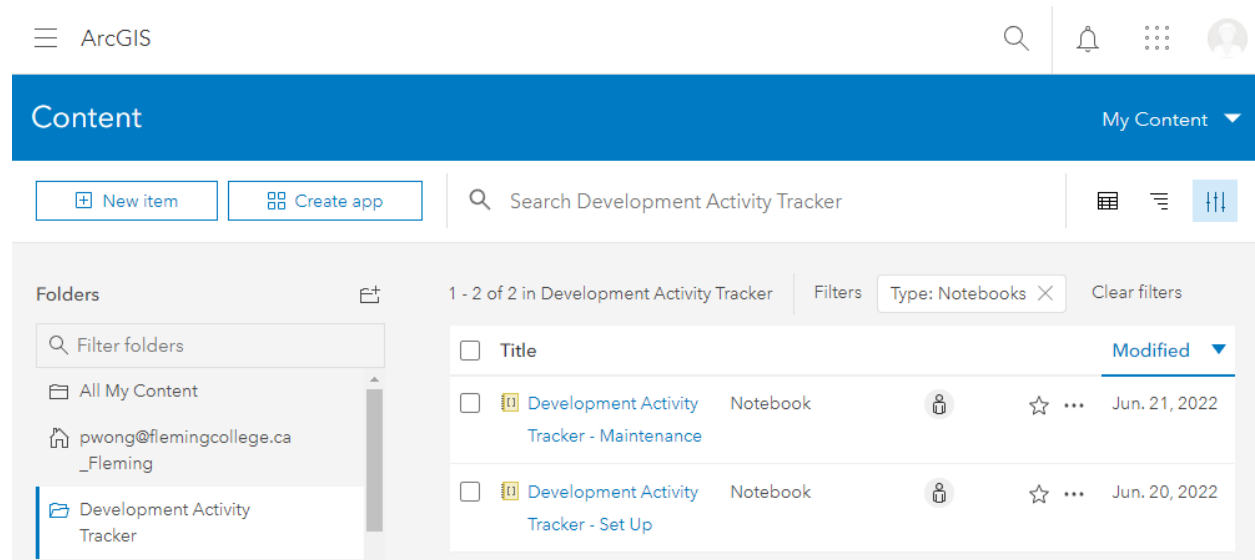 ArcGIS
Content
My Content
New item
Create app
Search Development Activity Tracker
Folders
1 - 2 of 2 in Development Activity Tracker
Filters
Type: Notebooks
Clear filters
Filter folders
Title
Modified
All My Content
pwong@flemingcollege.ca
_Fleming
Development Activity
Tracker
Development Activity
Tracker - Maintenance
Notebook
Jun. 21, 2022
Development Activity
Tracker - Set Up
Notebook
Jun. 20, 2022